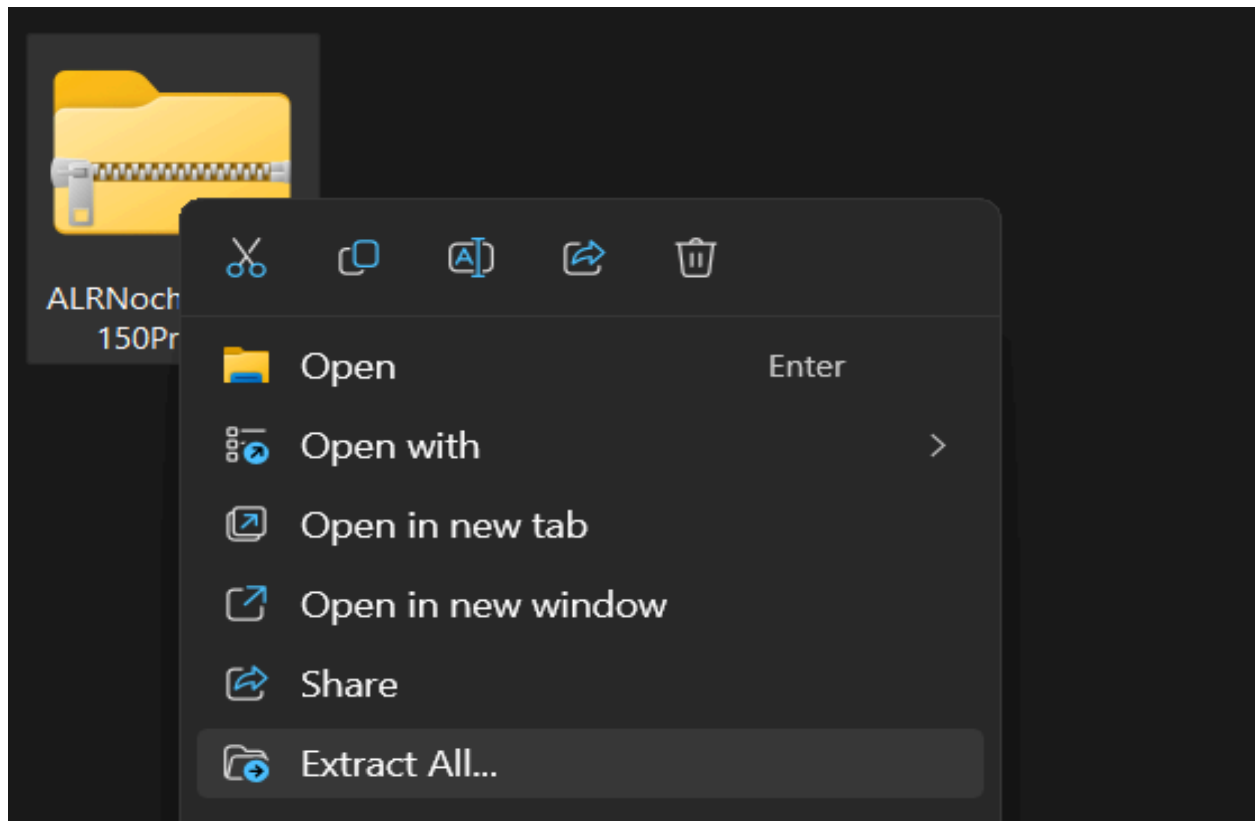 ALRNoch
150Pr
Open Enter
Open with
Open in new tab
Open in new window
Share
Extract All...